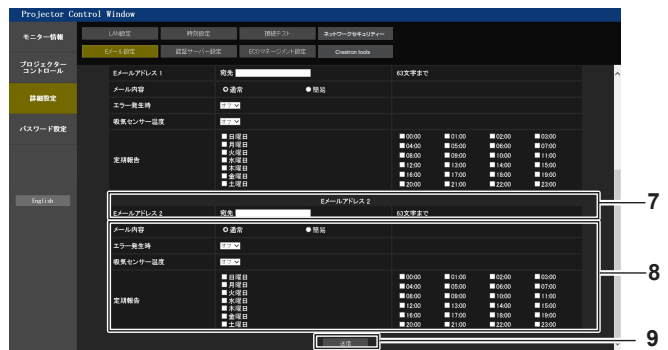 Projector Control Window
モニター情報
プロジェクター
コントロール
詳細設定
パスワード設定
English
LAN設定 時刻設定 接続テスト ネットワークセキュリティー
Eメール設定 認証サーバー設定 ECOマネージメント設定 Crestron tools
Eメールアドレス 1 宛先 63文字まで
メール内容 通常 簡易
エラー発生時 オフ
吸気センサー温度 オフ
定期報告
日曜日 00:00 01:00 02:00 03:00
月曜日 04:00 05:00 06:00 07:00
火曜日 08:00 09:00 10:00 11:00
水曜日 12:00 13:00 14:00 15:00
木曜日 16:00 17:00 18:00 19:00
金曜日 20:00 21:00 22:00 23:00
土曜日
Eメールアドレス 2
7
Eメールアドレス 2 宛先 63文字まで
メール内容 通常 簡易
エラー発生時 オフ
吸気センサー温度 オフ
8
定期報告
日曜日 00:00 01:00 02:00 03:00
月曜日 04:00 05:00 06:00 07:00
火曜日 08:00 09:00 10:00 11:00
水曜日 12:00 13:00 14:00 15:00
木曜日 16:00 17:00 18:00 19:00
金曜日 20:00 21:00 22:00 23:00
土曜日
送信
9